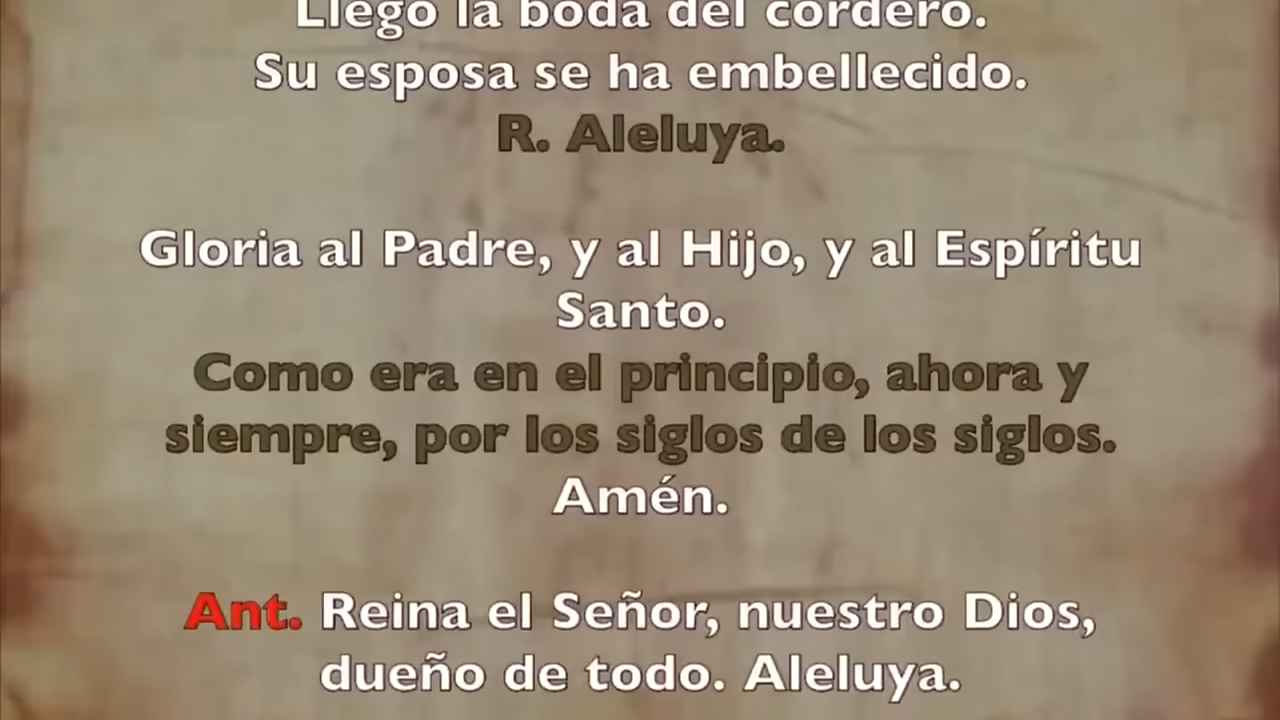 Llegó la boda del cordero.
Su esposa se ha embellecido.
R. Aleluya.
Gloria al Padre, y al Hijo, y al Espíritu
Santo.
Como era en el principio, ahora y
siempre, por los siglos de los siglos.
Amén.
Ant. Reina el Señor, nuestro Dios,
dueño de todo. Aleluya.